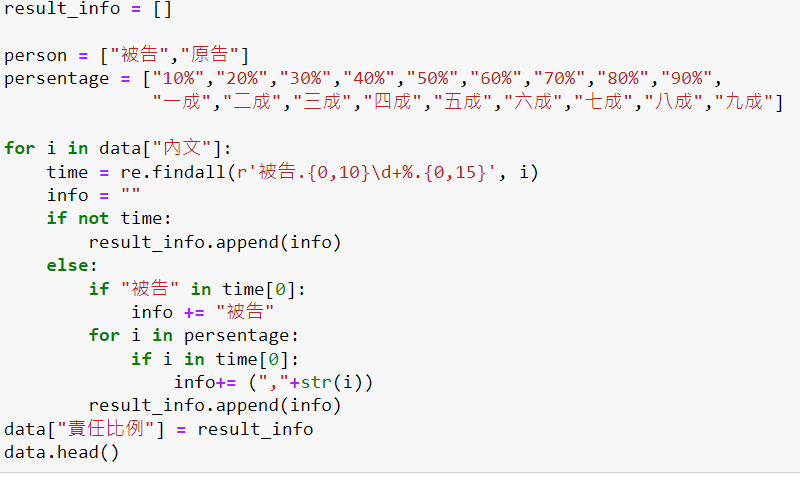 result_info = []
person = ["被告","原告"]
persentage = ["10%","20%","30%","40%","50%","60%","70%","80%","90%",
"一成","二成","三成","四成","五成","六成","七成","八成","九成"]
for i in data["內文"]:
time = re.findall(r'被告.{0,10}\d+%.{0,15}', i)
info = ""
if not time:
result_info.append(info)
else:
if "被告" in time[0]:
info += "被告"
for i in persentage:
if i in time[0]:
info+= (","+str(i))
result_info.append(info)
data["責任比例"] = result_info
data.head()